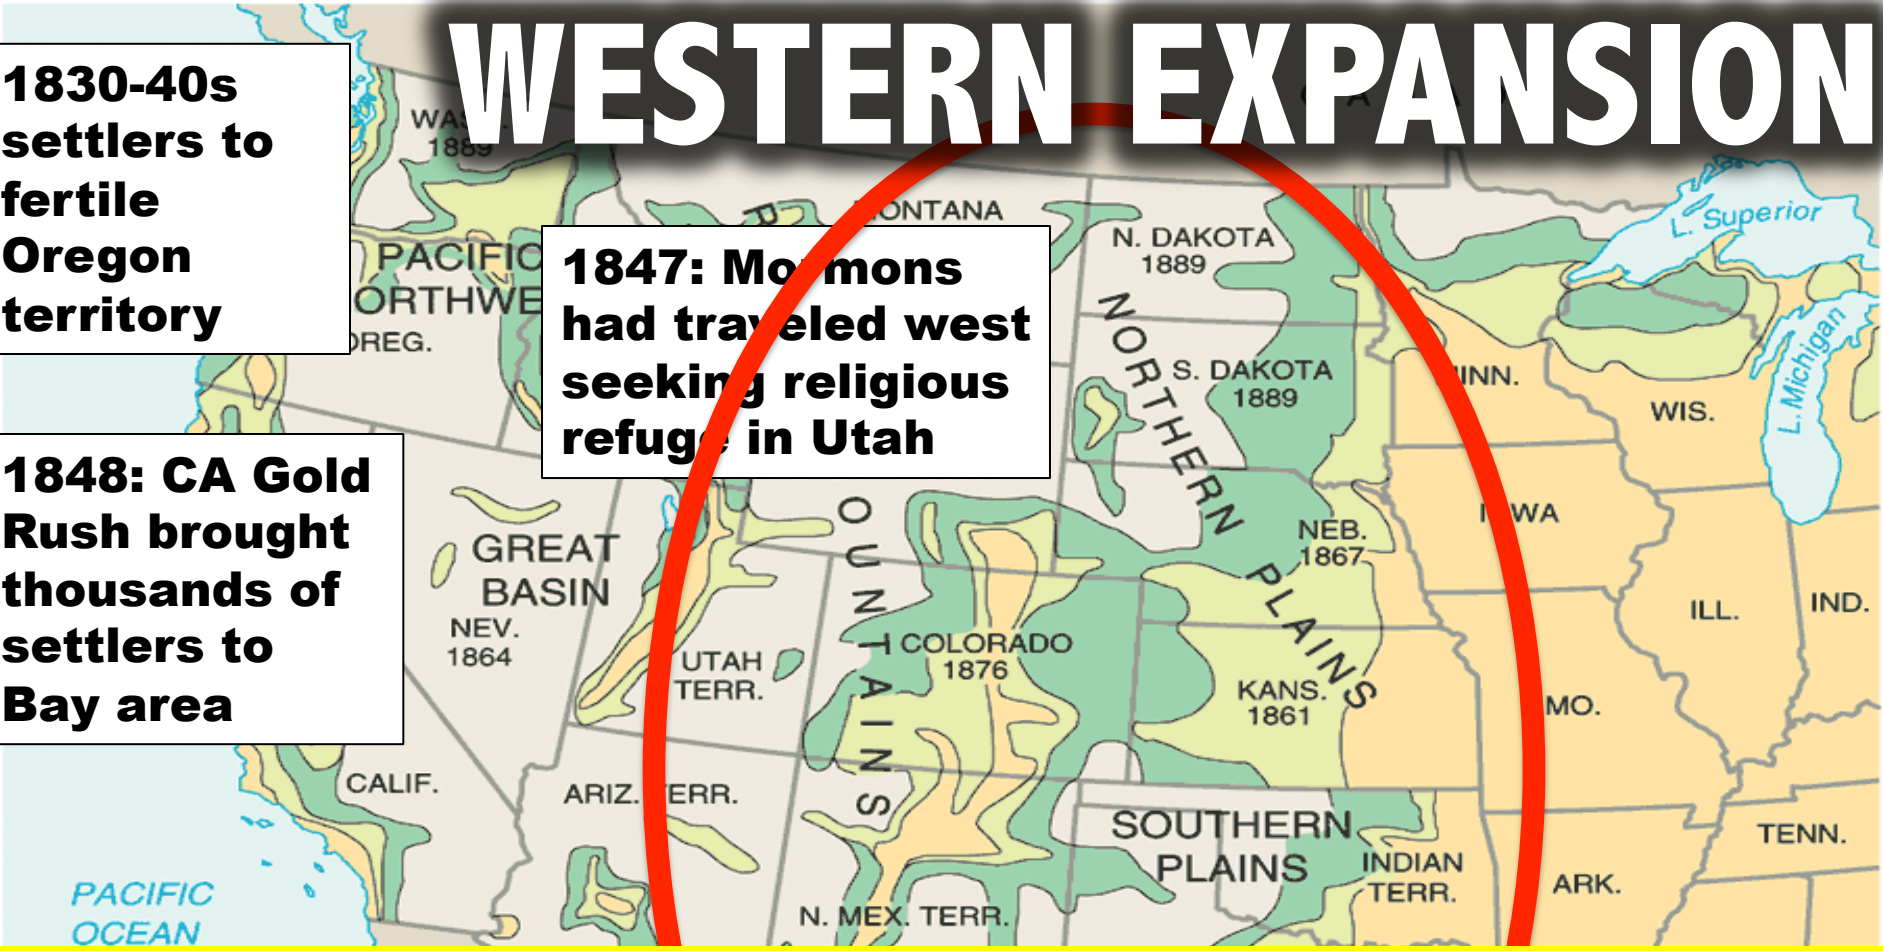 WESTERN EXPANSION
1830-40s
settlers to
fertile
Oregon
territory
1847: Mormons
had traveled west
seeking religious
refuge in Utah
1848: CA Gold
Rush brought
thousands of
settlers to
Bay area
WASH.
1889
PACIFIC
ORTHWE
OREG.
MONTANA
N. DAKOTA
1889
S. DAKOTA
1889
NORTHERN PLAINS
MINN.
WIS.
L. Superior
L. Michigan
IOWA
NEB.
1867
ILL.
IND.
GREAT
BASIN
NEV.
1864
UTAH
TERR.
OUNTAINS
COLORADO
1876
KANS.
1861
MO.
CALIF.
ARIZ. TERR.
N. MEX. TERR.
SOUTHERN
PLAINS
INDIAN
TERR.
ARK.
TENN.
PACIFIC
OCEAN